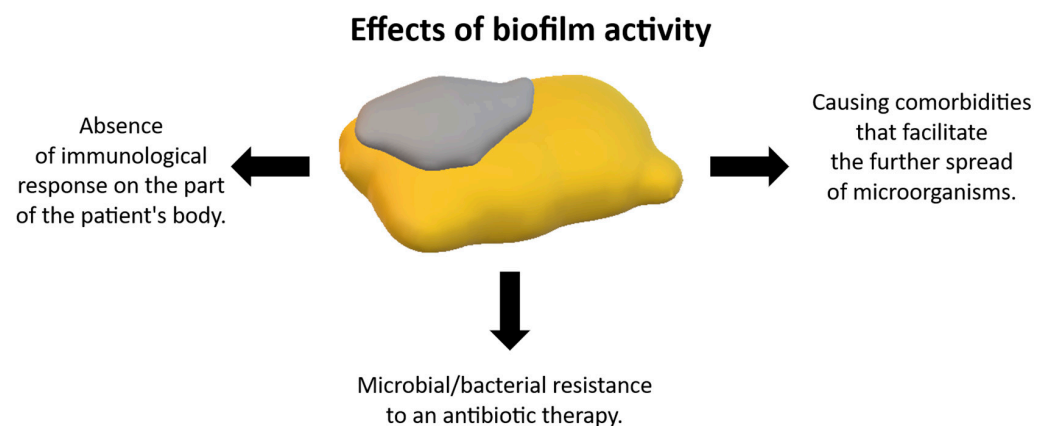 Effects of biofilm activity
Absence
of immunological
response on the part
of the patient's body.
Causing comorbidities
that facilitate
the further spread
of microorganisms.
Microbial/bacterial resistance
to an antibiotic therapy.